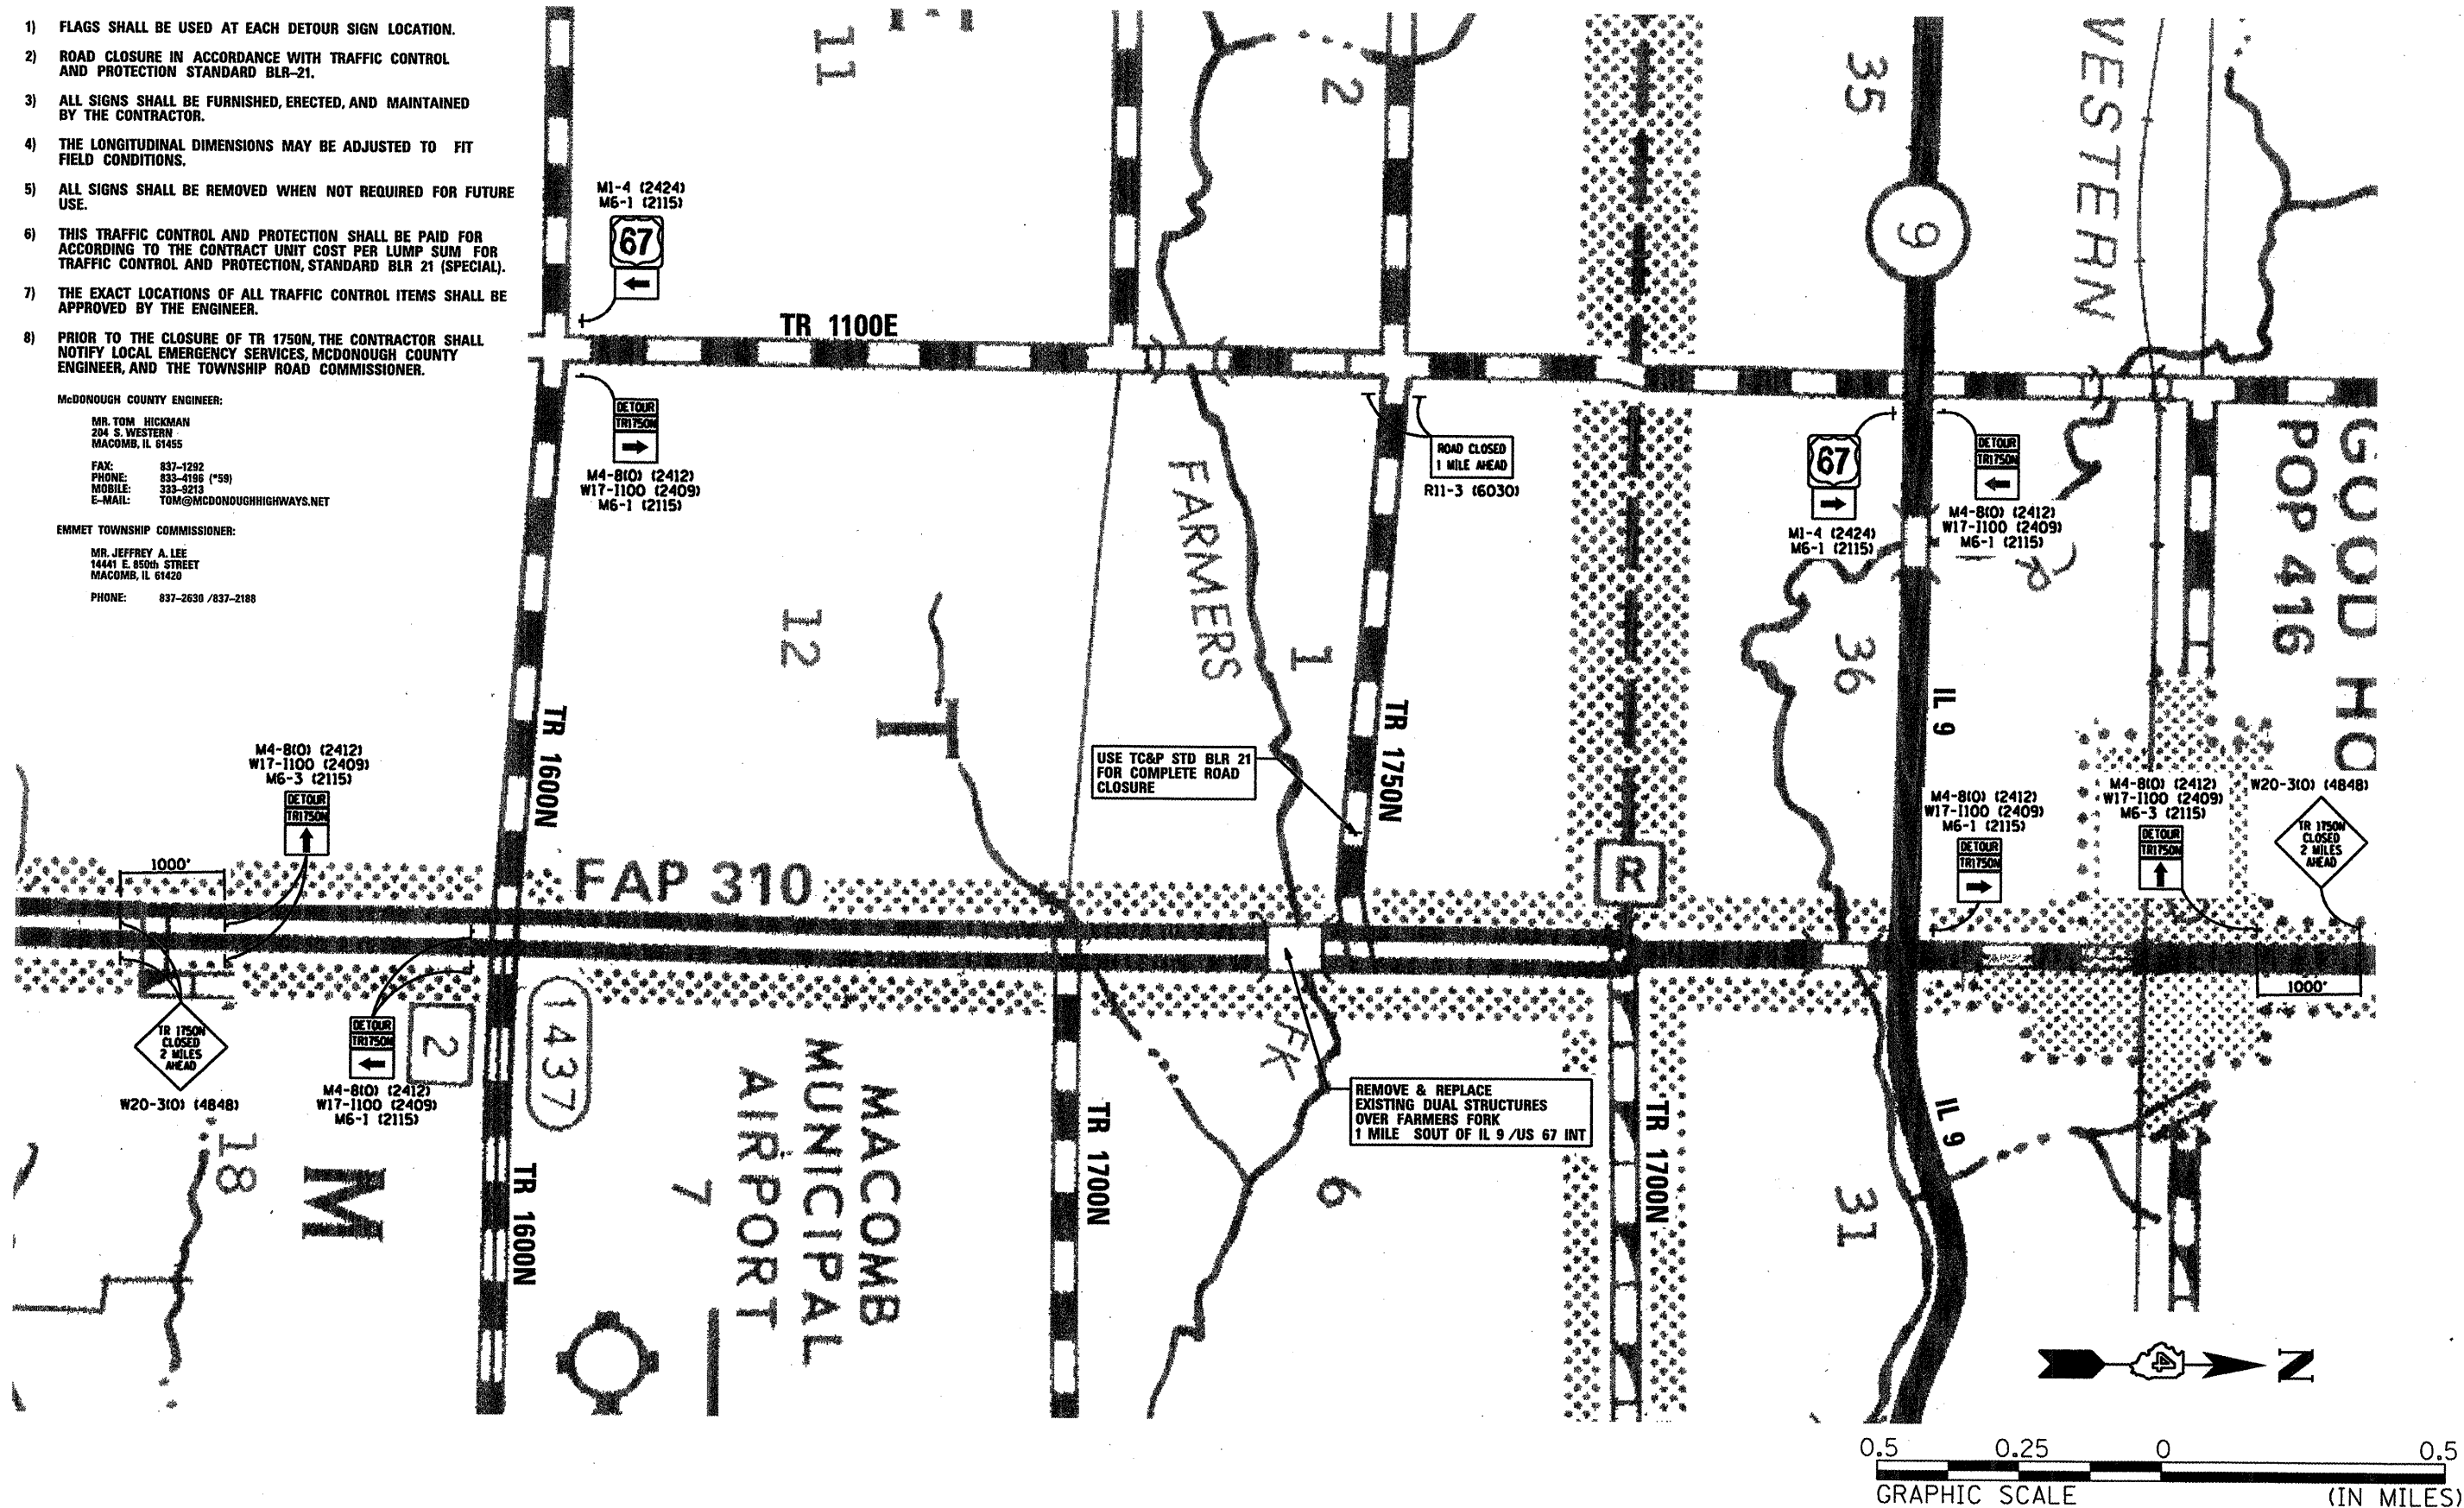 1) FLAGS SHALL BE USED AT EACH DETOUR SIGN LOCATION.
2) ROAD CLOSURE IN ACCORDANCE WITH TRAFFIC CONTROL
AND PROTECTION STANDARD BLR-21.
3) ALL SIGNS SHALL BE FURNISHED, ERECTED, AND MAINTAINED
BY THE CONTRACTOR.
4) THE LONGITUDINAL DIMENSIONS MAY BE ADJUSTED TO FIT
FIELD CONDITIONS.
5) ALL SIGNS SHALL BE REMOVED WHEN NOT REQUIRED FOR FUTURE
USE.
6) THIS TRAFFIC CONTROL AND PROTECTION SHALL BE PAID FOR
ACCORDING TO THE CONTRACT UNIT COST PER LUMP SUM FOR
TRAFFIC CONTROL AND PROTECTION, STANDARD BLR 21 (SPECIAL).
7) THE EXACT LOCATIONS OF ALL TRAFFIC CONTROL ITEMS SHALL BE
APPROVED BY THE ENGINEER.
8) PRIOR TO THE CLOSURE OF TR 1750N, THE CONTRACTOR SHALL
NOTIFY LOCAL EMERGENCY SERVICES, MCDONOUGH COUNTY
ENGINEER, AND THE TOWNSHIP ROAD COMMISSIONER.
McDONOUGH COUNTY ENGINEER:
MR. TOM HICKMAN
204 S. WESTERN
MACOMB, IL 61455
FAX: 837-1292
PHONE: 833-4196 (*59)
MOBILE: 333-9213
E-MAIL: TOM@MCDONOUGHHIGHWAYS.NET
EMMET TOWNSHIP COMMISSIONER:
MR. JEFFREY A. LEE
14441 E. 850th STREET
MACOMB, IL 61420
PHONE: 837-2630 /837-2188
M1-4 (2424)
M6-1 (2115)
67
11
2
35
9
WESTERN
TR 1100E
DETOUR
TR1750N
M4-8(O) (2412)
W17-I100 (2409)
M6-1 (2115)
FARMERS
ROAD CLOSED
1 MILE AHEAD
R11-3 (6030)
67
M1-4 (2424)
M6-1 (2115)
DETOUR
TR1750N
M4-8(O) (2412)
W17-I100 (2409)
M6-1 (2115)
GOOD HO
POP 416
12
1
36
IL 9
TR 1600N
TR 1750N
USE TC&P STD BLR 21
FOR COMPLETE ROAD
CLOSURE
M4-8(O) (2412)
W17-I100 (2409)
M6-3 (2115)
DETOUR
TR1750N
1000'
FAP 310
R
M4-8(O) (2412)
W17-I100 (2409)
M6-1 (2115)
DETOUR
TR1750N
M4-8(O) (2412)
W17-I100 (2409)
M6-3 (2115)
DETOUR
TR1750N
W20-3(O) (4848)
TR 1750N
CLOSED
2 MILES
AHEAD
1000'
TR 1750N
CLOSED
2 MILES
AHEAD
W20-3(O) (4848)
DETOUR
TR1750N
M4-8(O) (2412)
W17-I100 (2409)
M6-1 (2115)
2
1437
18
M
TR 1600N
MACOMB
MUNICIPAL
AIRPORT
7
TR 1700N
FK
REMOVE & REPLACE
EXISTING DUAL STRUCTURES
OVER FARMERS FORK
1 MILE SOUT OF IL 9 /US 67 INT
6
TR 1700N
31
IL 9
4
N
0.5 0.25 0 0.5
GRAPHIC SCALE (IN MILES)